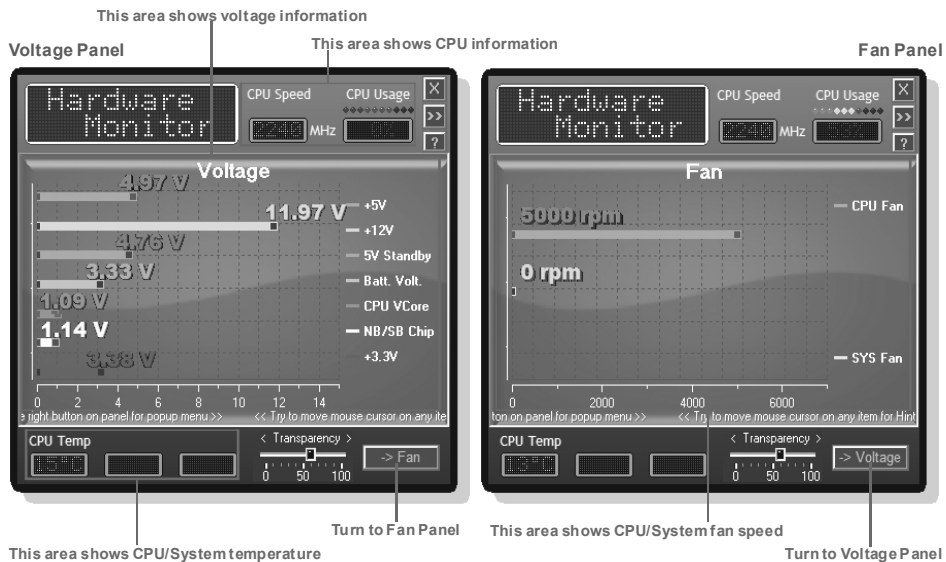 This area shows voltage information
This area shows CPU information
Voltage Panel
Fan Panel
Hardware
Monitor
CPU Speed
CPU Usage
2240
MHz
X
>>
?
Voltage
4.97 V
11.97 V
4.76 V
3.33 V
1.09 V
1.14 V
3.38 V
+5V
+12V
5V Standby
Batt. Volt.
CPU VCore
NB/SB Chip
+3.3V
0 2 4 6 8 10 12 14
e right button on panel for popup menu >> << Try to move mouse cursor on any ite
CPU Temp
15°C
< Transparency >
0 50 100
-> Fan
Hardware
Monitor
CPU Speed
CPU Usage
2240
MHz
X
>>
?
Fan
5000 rpm
0 rpm
CPU Fan
SYS Fan
0 2000 4000 6000
ton on panel for popup menu >> << Try to move mouse cursor on any item for Hint
CPU Temp
13°C
< Transparency >
0 50 100
-> Voltage
Turn to Fan Panel
This area shows CPU/System fan speed
This area shows CPU/System temperature
Turn to Voltage Panel